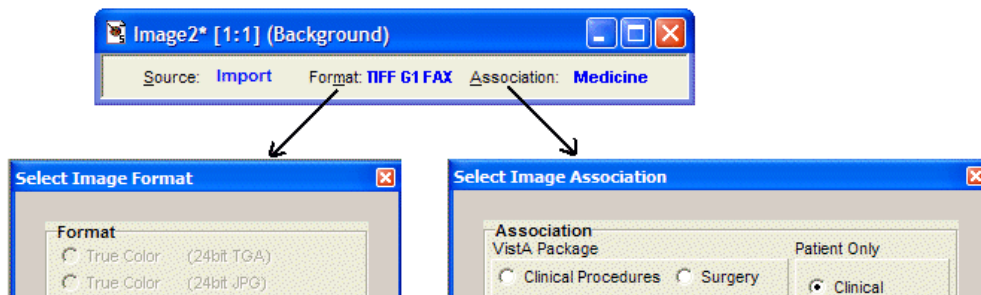 Image2* [1:1] (Background)
Source: Import Format: TIFF G1 FAX Association: Medicine
Select Image Format
Format
True Color (24bit TGA)
True Color (24bit JPG)
Select Image Association
Association
VistA Package Patient Only
Clinical Procedures Surgery Clinical